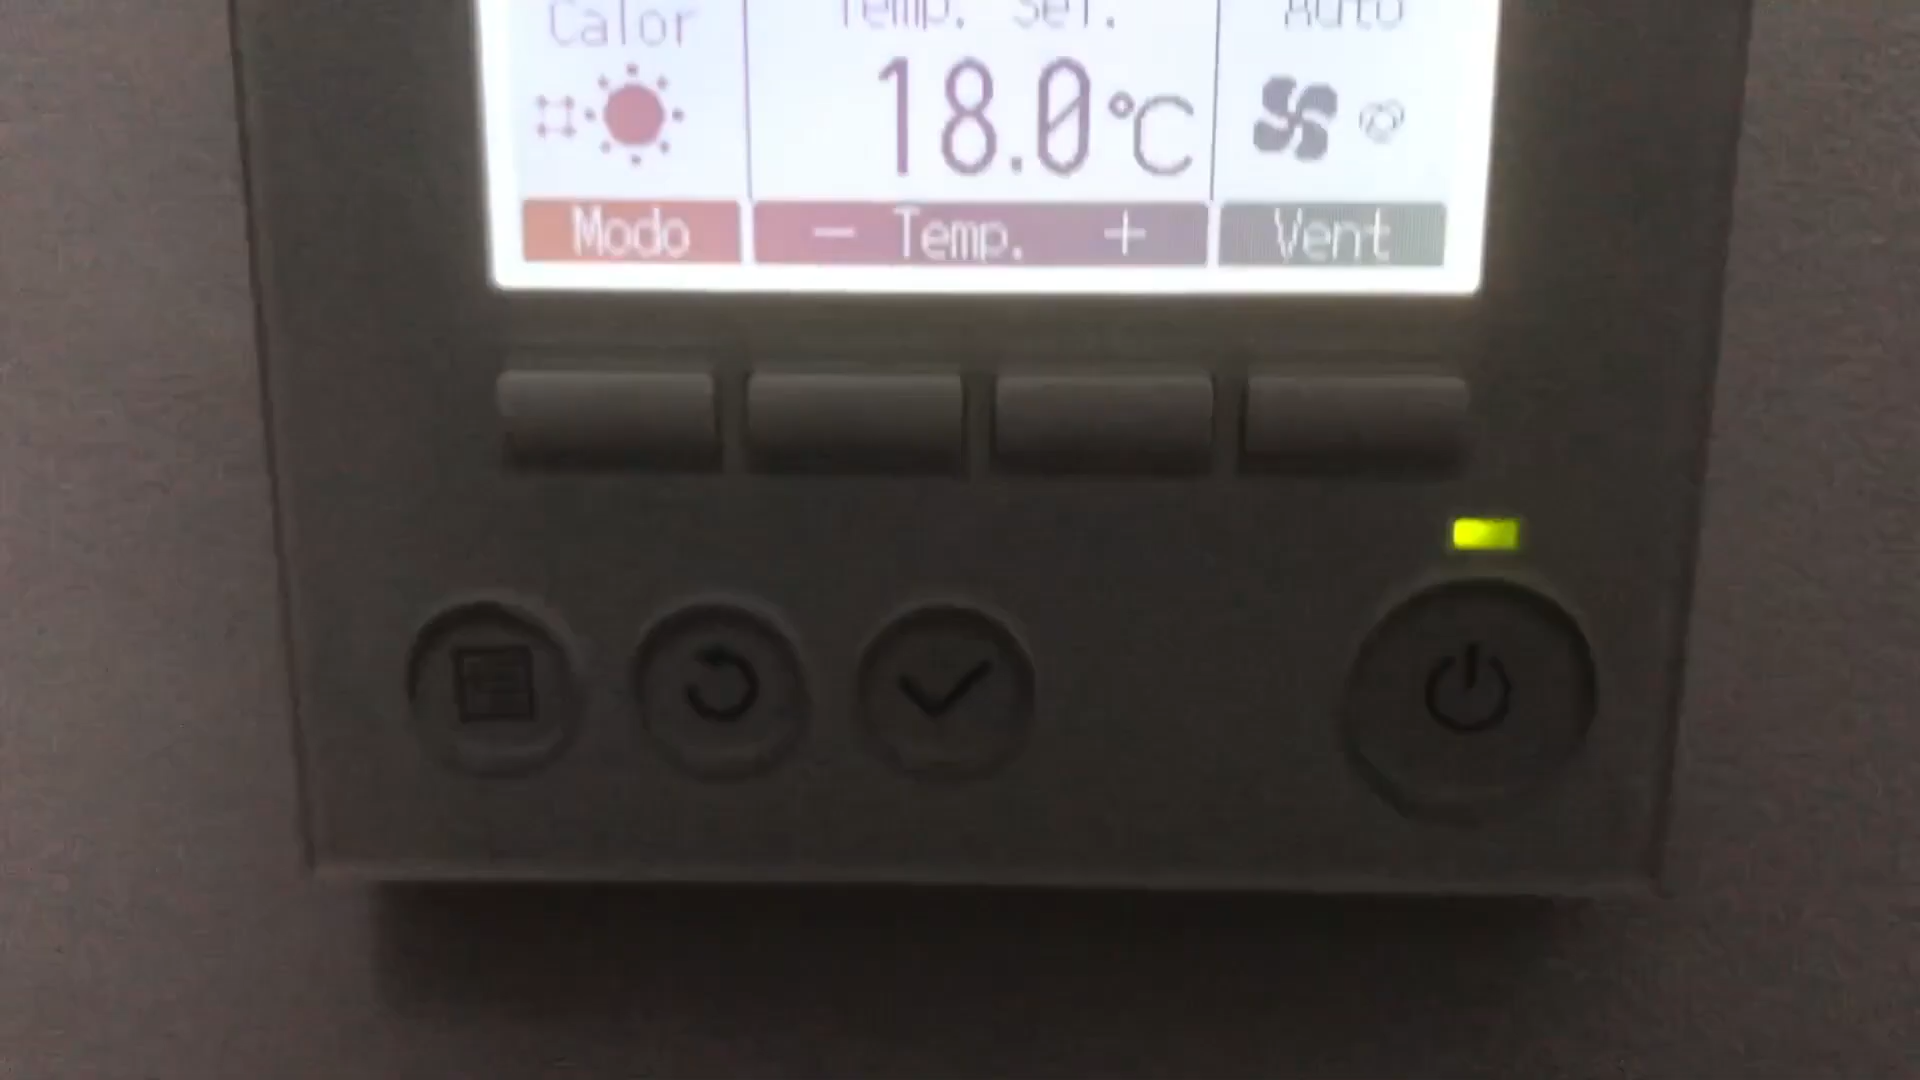 Calor Temp. Set. Auto
18.0°C
Modo − Temp. + Vent